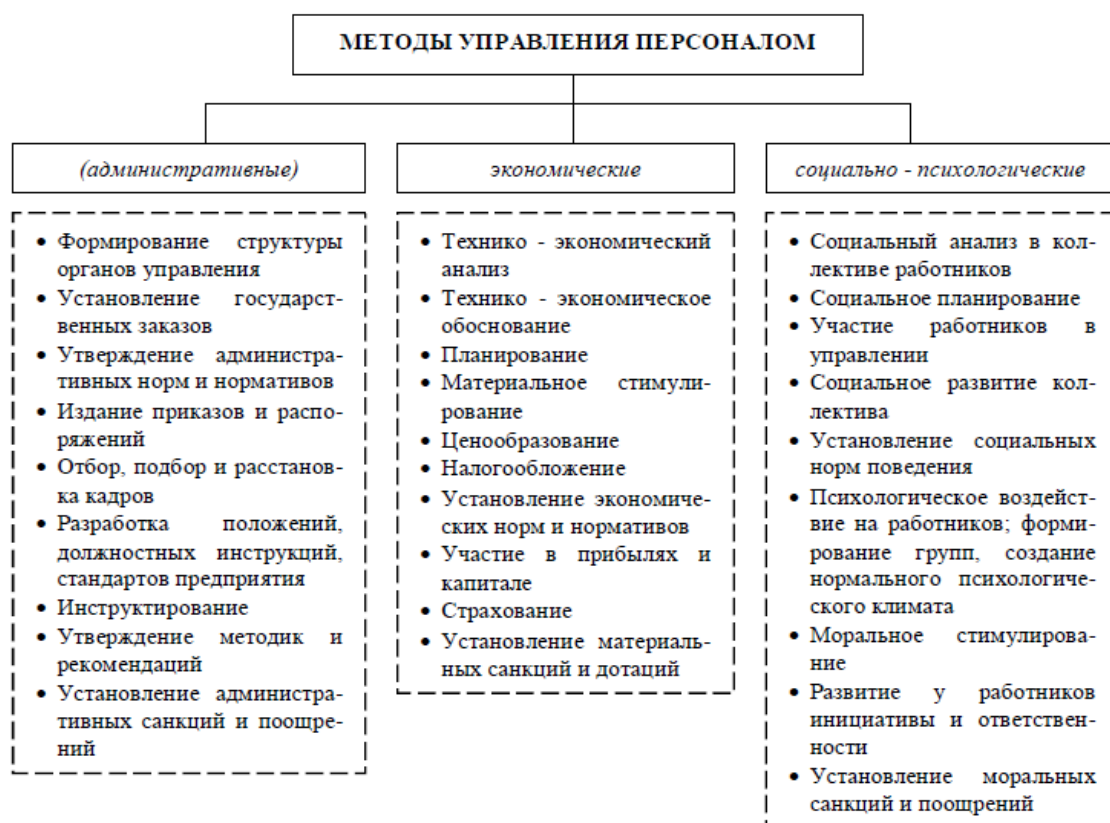 МЕТОДЫ УПРАВЛЕНИЯ ПЕРСОНАЛОМ
(административные)
• Формирование структуры
органов управления
• Установление государст-
венных заказов
• Утверждение администра-
тивных норм и нормативов
• Издание приказов и распо-
ряжений
• Отбор, подбор и расстанов-
ка кадров
• Разработка положений,
должностных инструкций,
стандартов предприятия
• Инструктирование
• Утверждение методик и
рекомендаций
• Установление администра-
тивных санкций и поощре-
ний
экономические
• Технико - экономический
анализ
• Технико - экономическое
обоснование
• Планирование
• Материальное стимули-
рование
• Ценообразование
• Налогообложение
• Установление экономиче-
ских норм и нормативов
• Участие в прибылях и
капитале
• Страхование
• Установление материаль-
ных санкций и дотаций
социально - психологические
• Социальный анализ в кол-
лективе работников
• Социальное планирование
• Участие работников в
управлении
• Социальное развитие кол-
лектива
• Установление социальных
норм поведения
• Психологическое воздейст-
вие на работников; форми-
рование групп, создание
нормального психологиче-
ского климата
• Моральное стимулирова-
ние
• Развитие у работников
инициативы и ответствен-
ности
• Установление моральных
санкций и поощрений